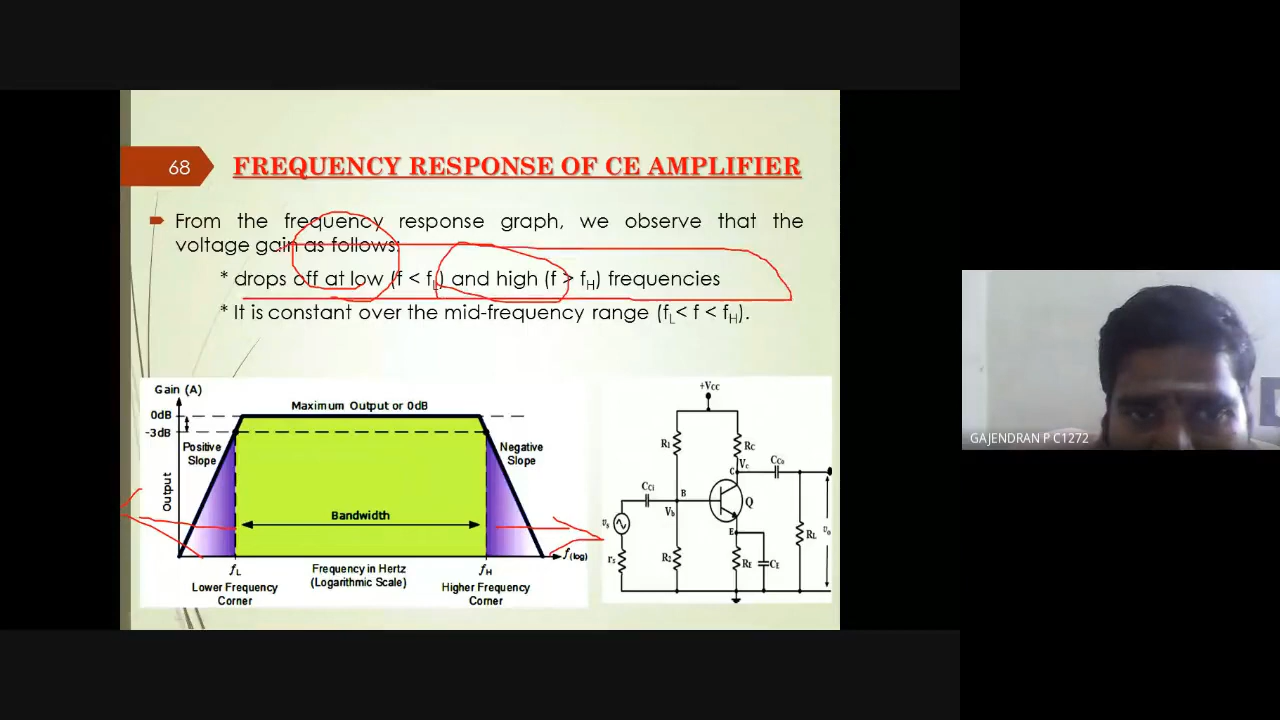 68
FREQUENCY RESPONSE OF CE AMPLIFIER
From the frequency response graph, we observe that the
voltage gain as follows:
* drops off at low (f < fL) and high (f > fH) frequencies
* It is constant over the mid-frequency range (fL< f < fH).
Gain (A)
0dB
-3dB
Maximum Output or 0dB
Positive
Slope
Negative
Slope
Output
Bandwidth
f(log)
fL
Frequency in Hertz
(Logarithmic Scale)
fH
Lower Frequency
Corner
Higher Frequency
Corner
+VCC
R1
RC
Vc
C
CCo
CCi
B
Vb
Q
vs
E
RL
vo
rs
R2
RE
CE
GAJENDRAN P C1272